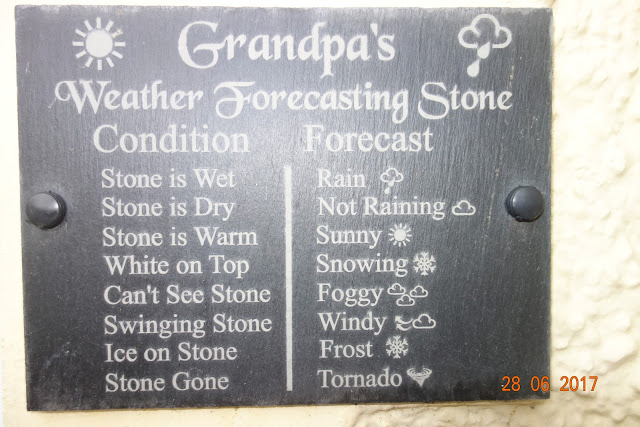 Grandpa's
Weather Forecasting Stone
Condition Forecast
Stone is Wet Rain
Stone is Dry Not Raining
Stone is Warm Sunny
White on Top Snowing
Can't See Stone Foggy
Swinging Stone Windy
Ice on Stone Frost
Stone Gone Tornado
28 06 2017